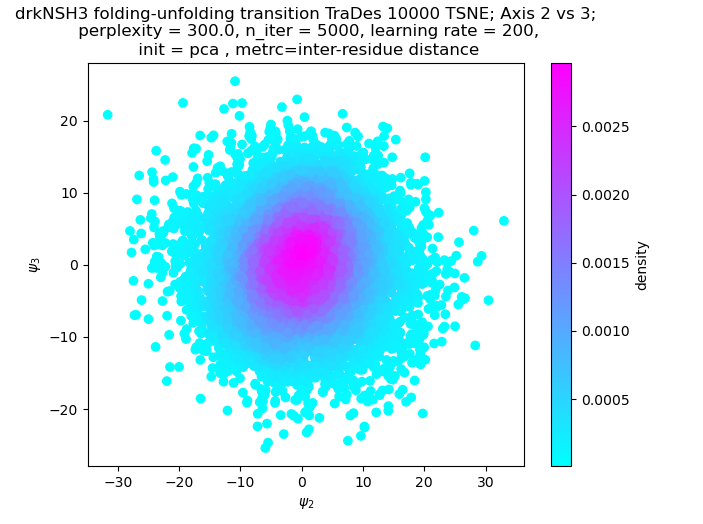 drkNSH3 folding-unfolding transition TraDes 10000 TSNE; Axis 2 vs 3;
perplexity = 300.0, n_iter = 5000, learning rate = 200,
init = pca , metrc=inter-residue distance
20
10
0
−10
−20
ψ3
−30
−20
−10
0
10
20
30
ψ2
0.0025
0.0020
0.0015
0.0010
0.0005
density